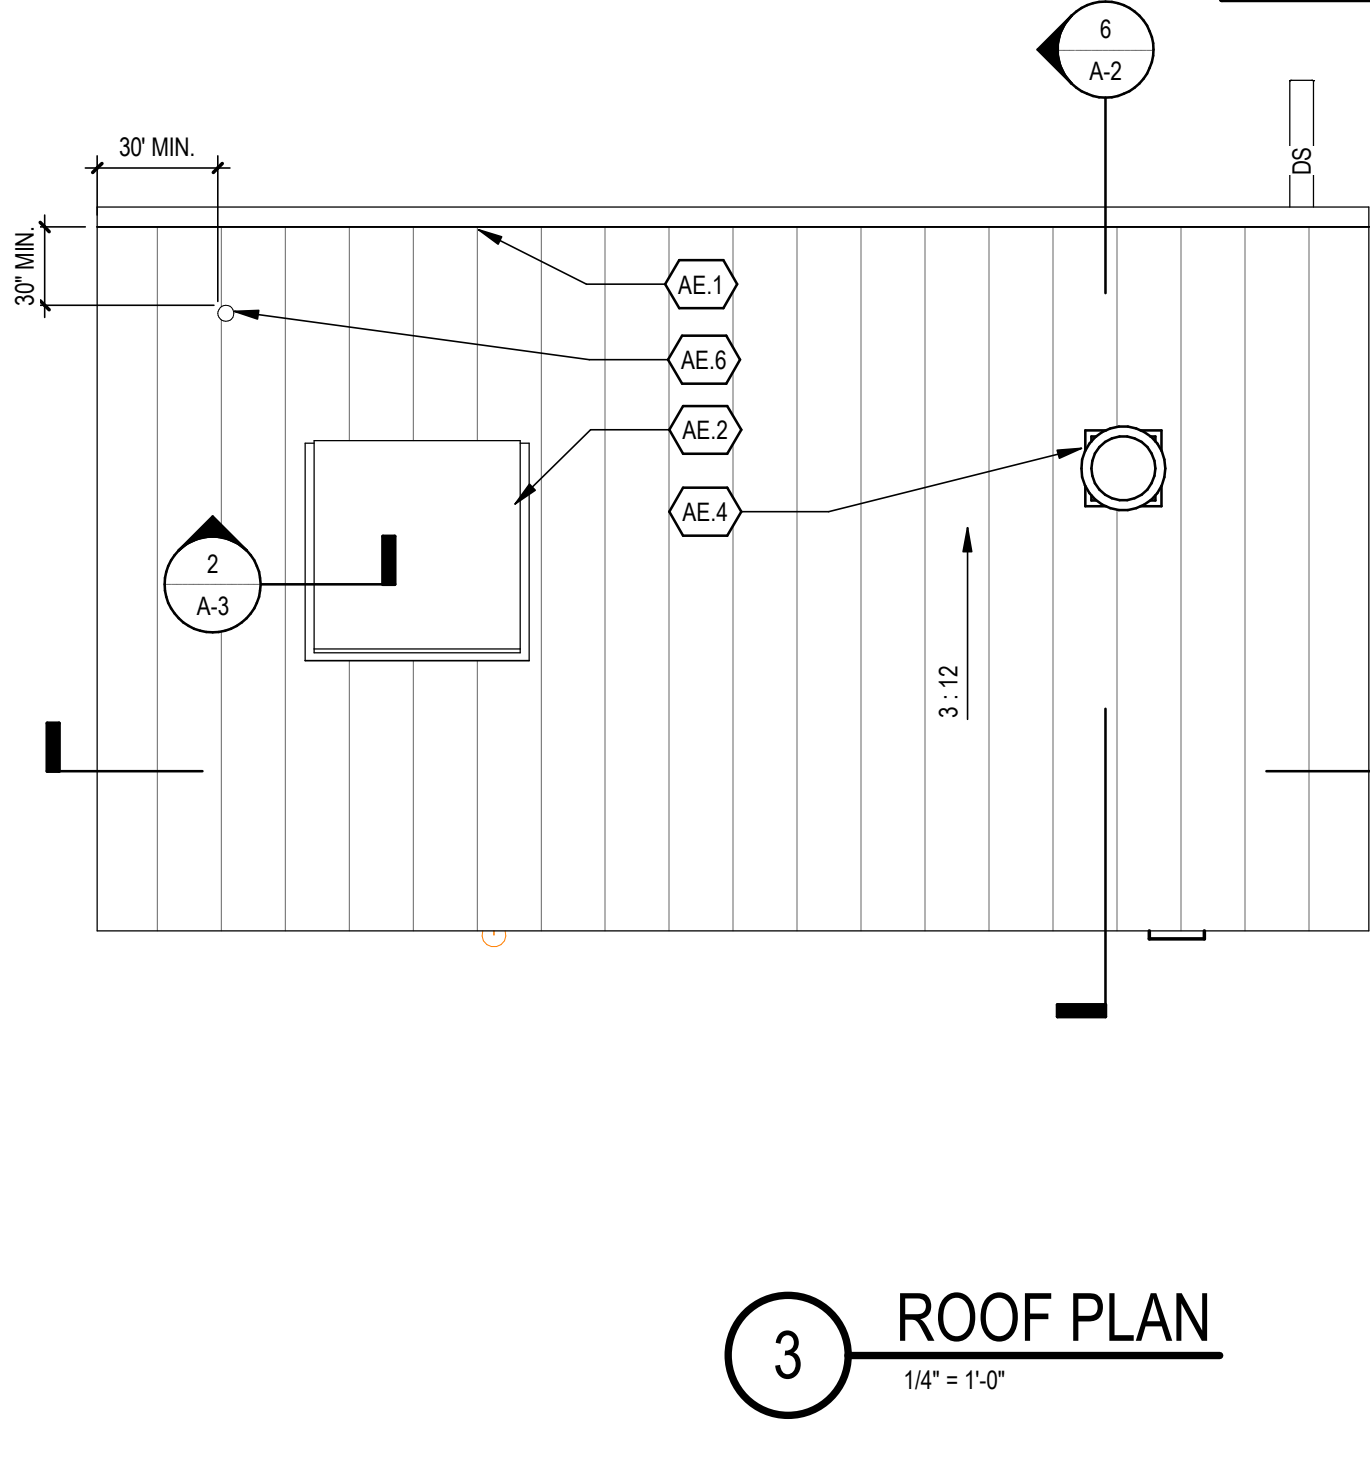 6
A-2
30' MIN.
DS
30" MIN.
AE.1
AE.6
AE.2
AE.4
2
A-3
3 : 12
3
ROOF PLAN
1/4" = 1'-0"